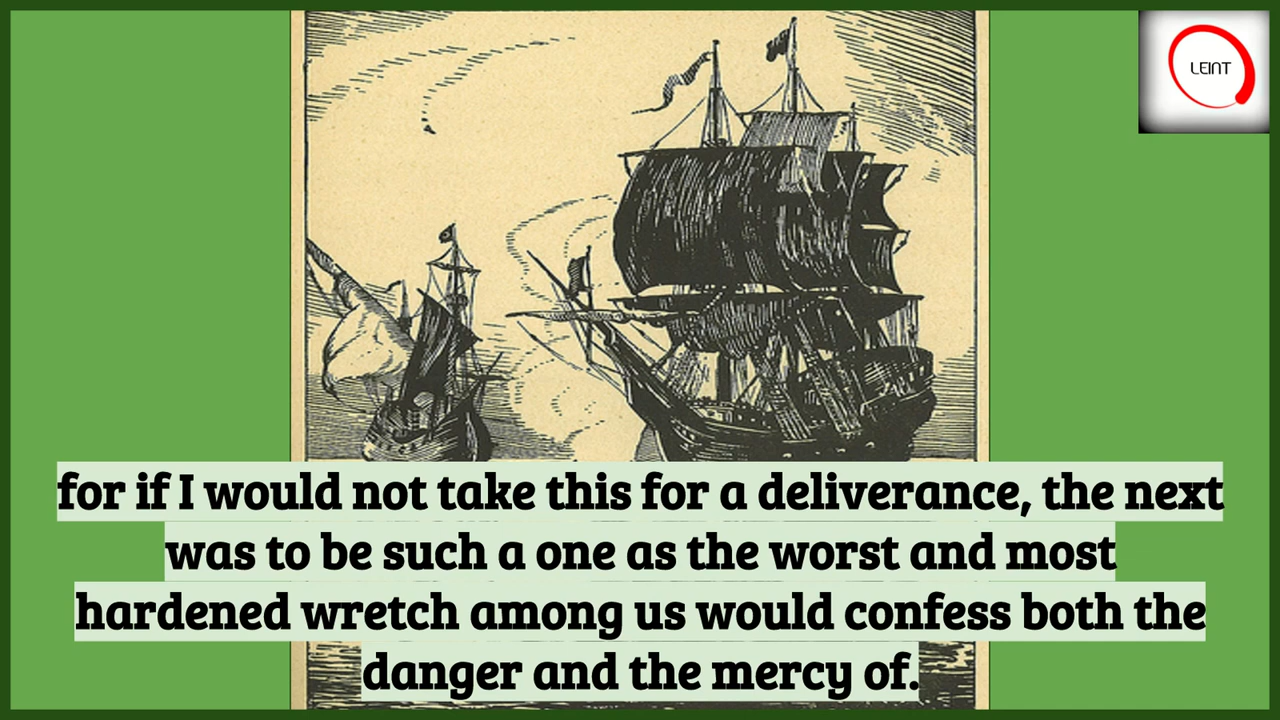 LEINT
for if I would not take this for a deliverance, the next
was to be such a one as the worst and most
hardened wretch among us would confess both the
danger and the mercy of.